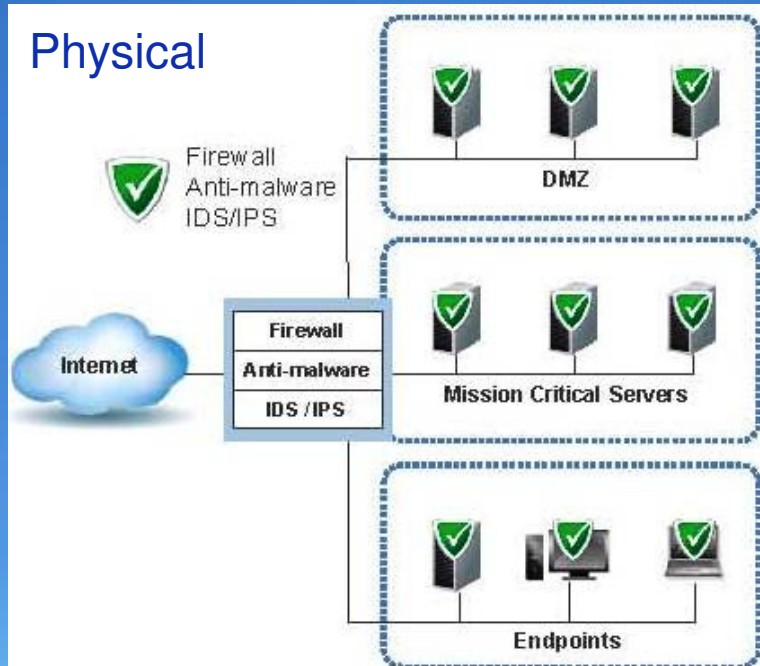 Physical
Firewall
Anti-malware
IDS/IPS
DMZ
Internet
Firewall
Anti-malware
IDS / IPS
Mission Critical Servers
Endpoints